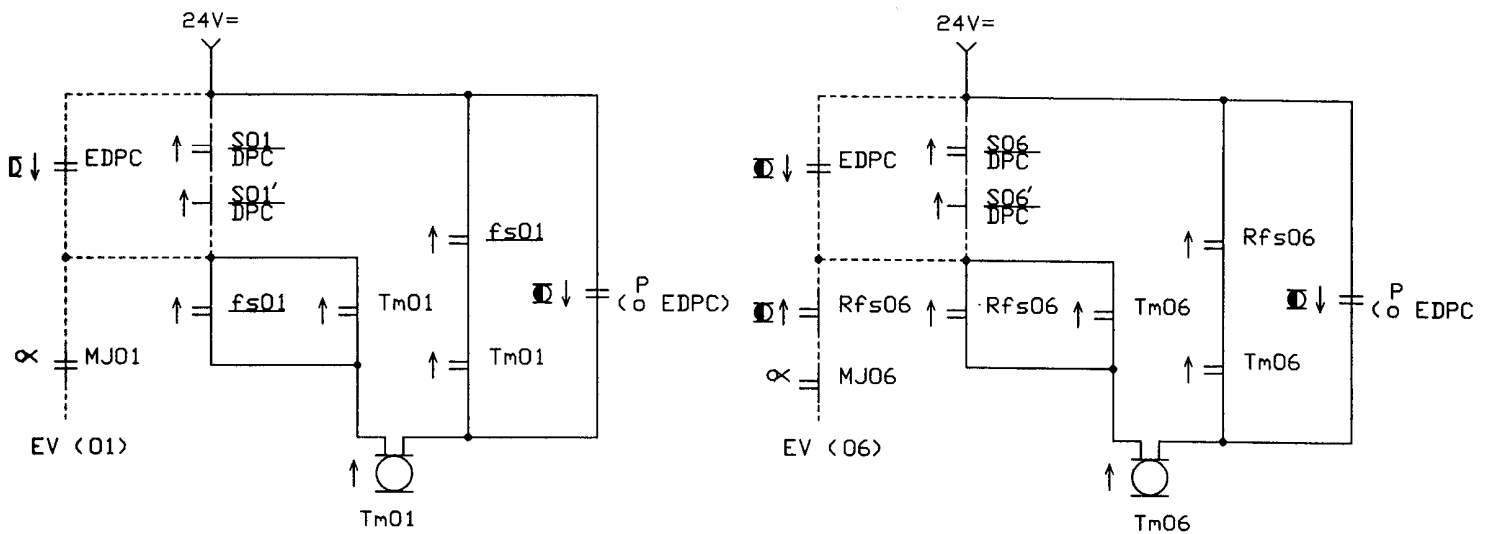 24V=
EDPC
S01
DPC
S01'
DPC
fs01
fs01
Tm01
P
(o EDPC)
MJ01
Tm01
EV (01)
Tm01
24V=
EDPC
S06
DPC
S06'
DPC
Rfs06
Rfs06
Rfs06
Tm06
P
(o EDPC
MJ06
Tm06
EV (06)
Tm06